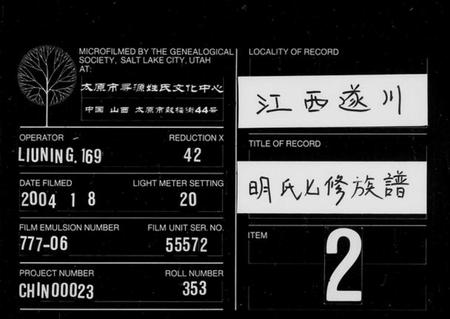 MICROFILMED BY THE GENEALOGICAL
SOCIETY, SALT LAKE CITY, UTAH
AT:
太原市尋源姓氏文化中心
中国 山西 太原市鼓楼街44号
OPERATOR
REDUCTION X
LIUNING, 169
42
DATE FILMED
LIGHT METER SETTING
2004 1 8
20
FILM EMULSION NUMBER
FILM UNIT SER. NO.
777-06
55572
PROJECT NUMBER
ROLL NUMBER
CHIN00023
353
LOCALITY OF RECORD
江西遂川
TITLE OF RECORD
明氏七修族譜
ITEM
2